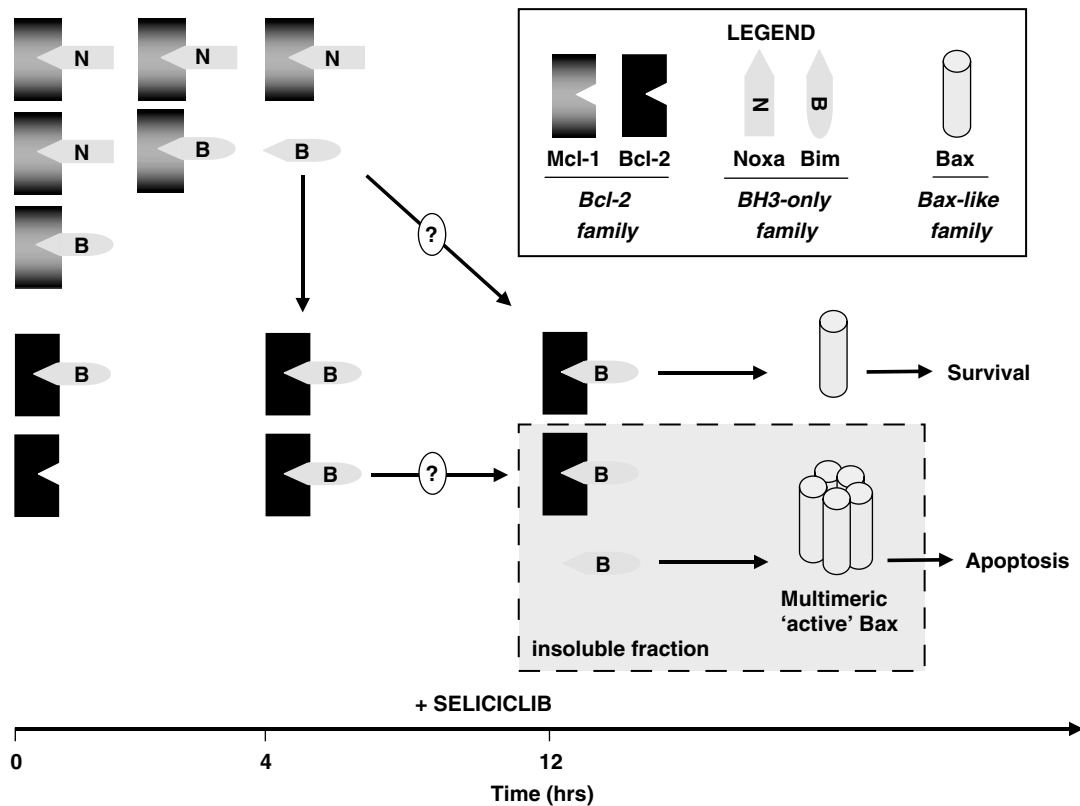 N
N
N
N
B
B
B
LEGEND
N
B
Mcl-1 Bcl-2
Noxa Bim
Bax
Bcl-2
family
BH3-only
family
Bax-like
family
?
B
B
B
Survival
B
?
B
B
Apoptosis
Multimeric
‘active’ Bax
insoluble fraction
+ SELICICLIB
0
4
12
Time (hrs)